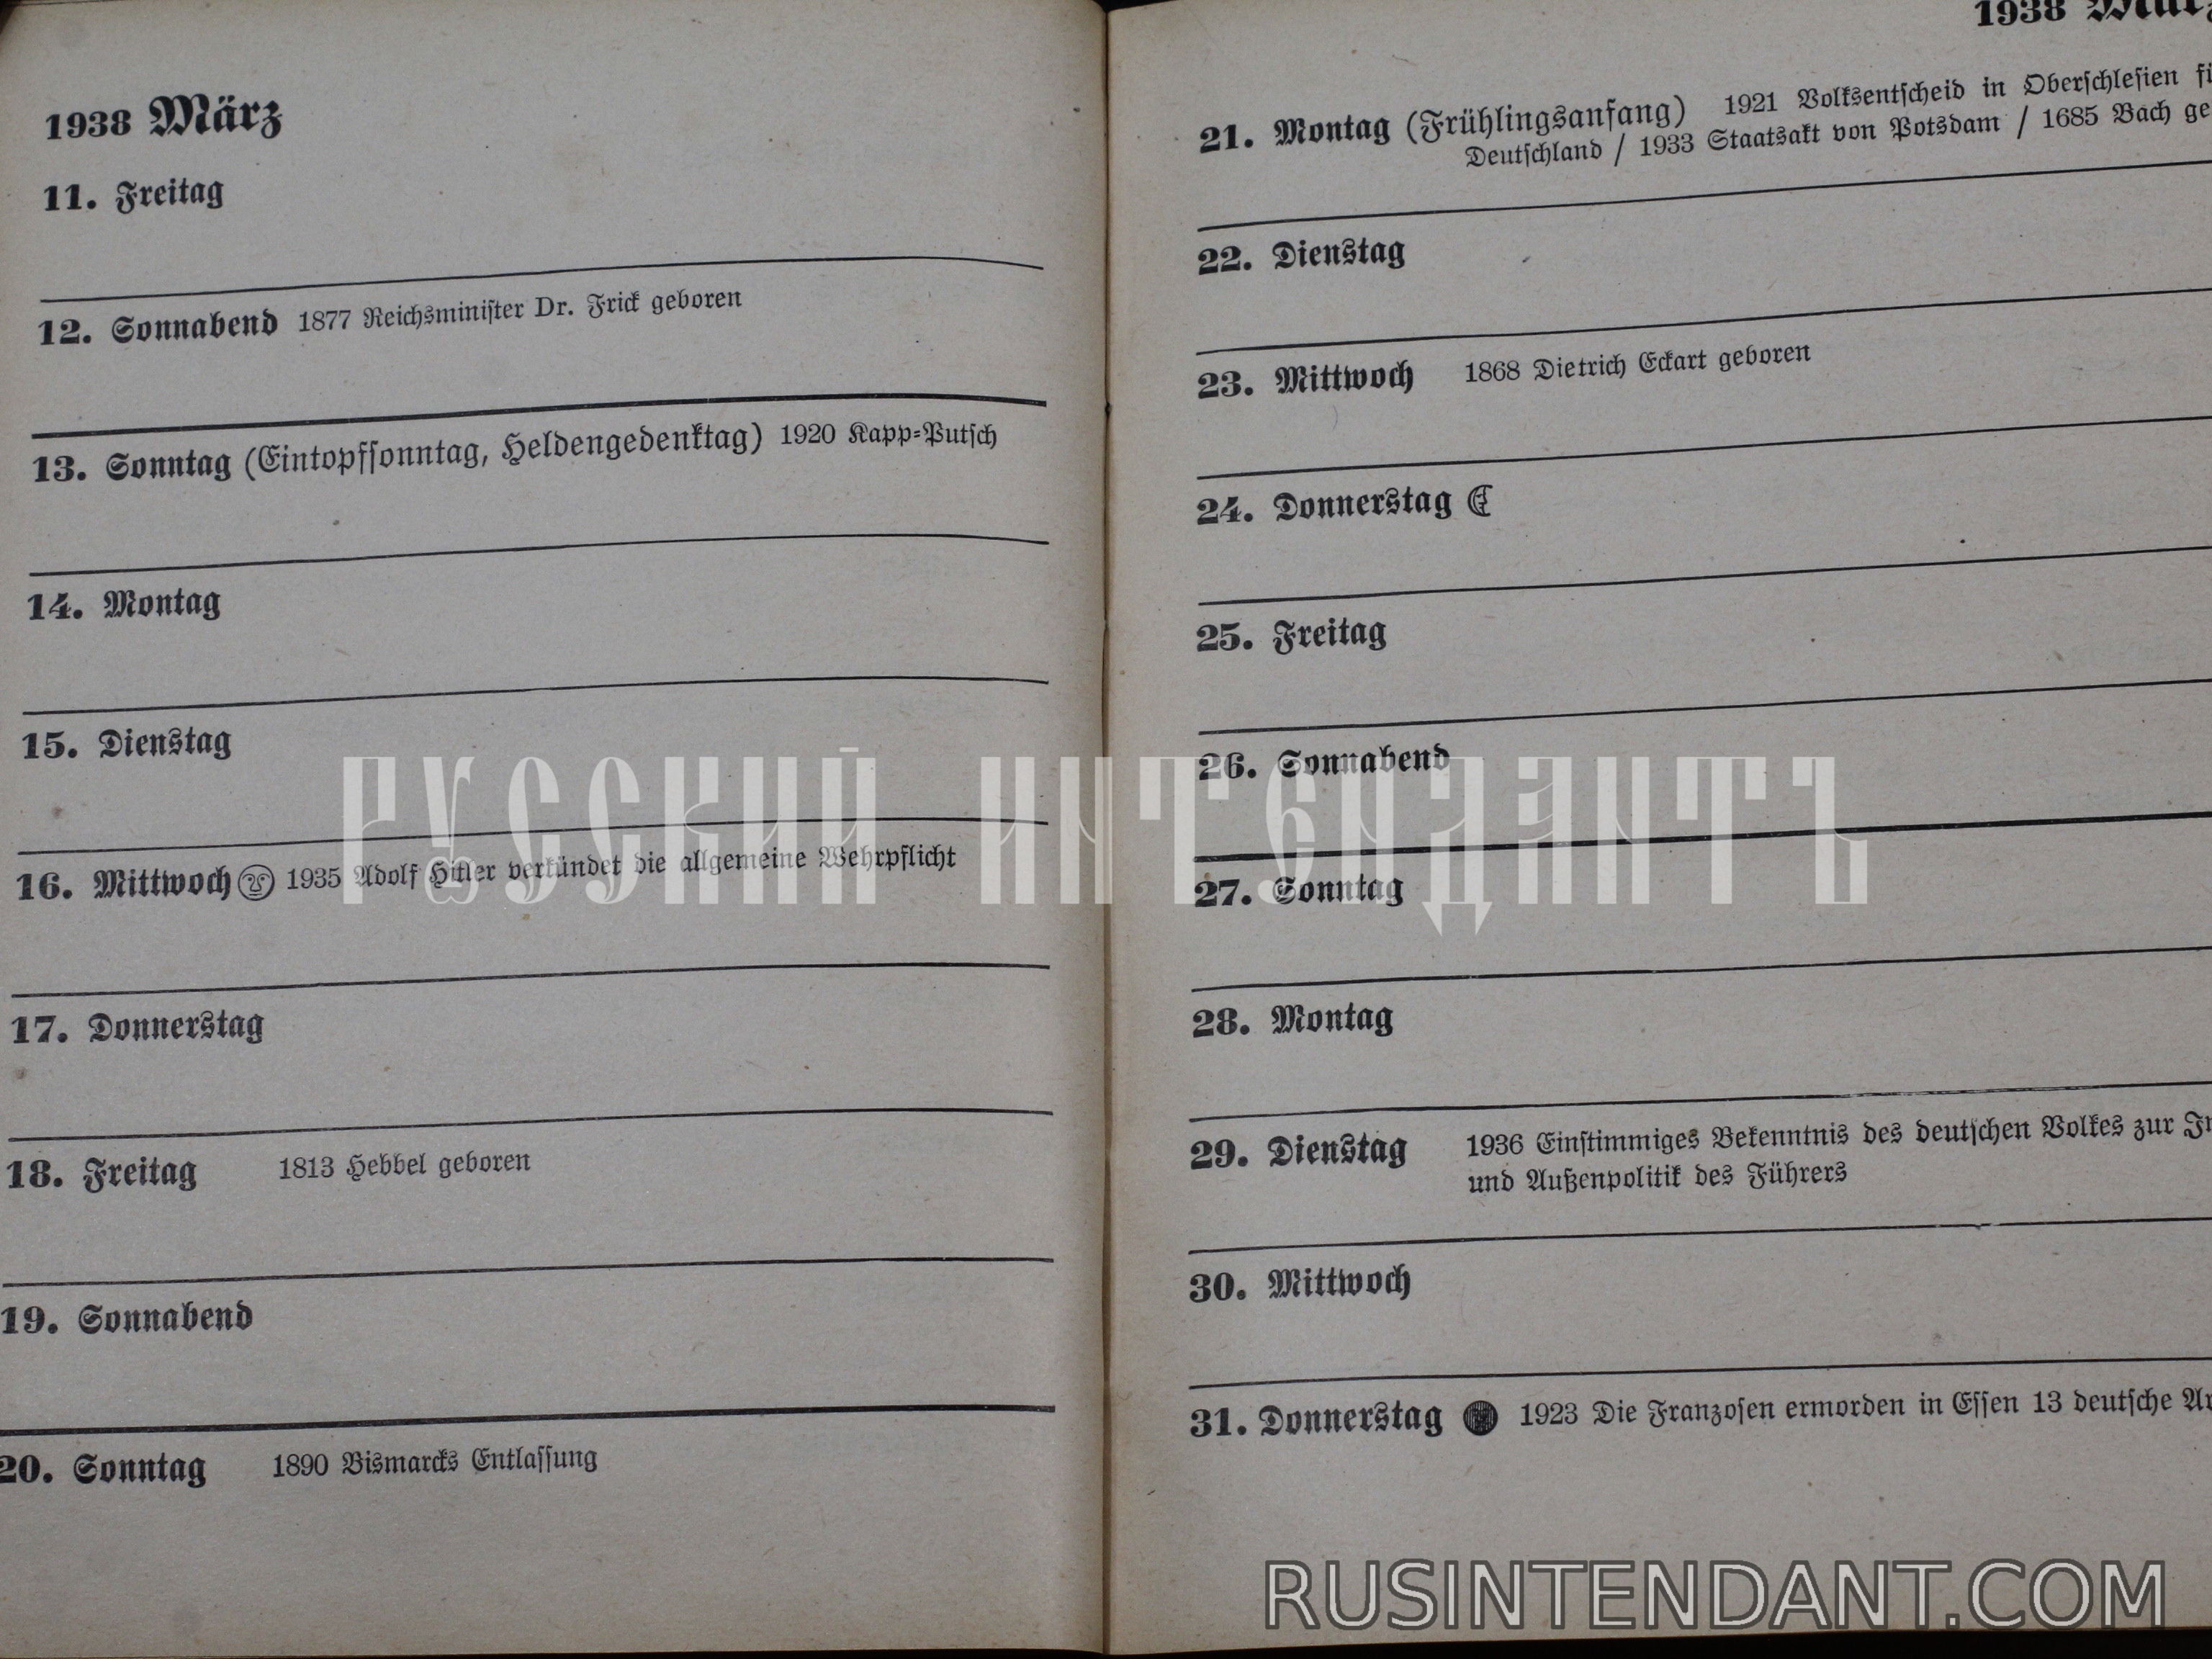 1938 März
11. Freitag
12. Sonnabend 1877 Reichsminister Dr. Frick geboren
13. Sonntag (Eintopfsonntag, Heldengedenktag) 1920 Kapp=Putsch
14. Montag
15. Dienstag
16. Mittwoch 1935 Adolf Hitler verkündet die allgemeine Wehrpflicht
17. Donnerstag
18. Freitag 1813 Hebbel geboren
19. Sonnabend
20. Sonntag 1890 Bismarcks Entlassung
1938 März
21. Montag (Frühlingsanfang) 1921 Volksentscheid in Oberschlesien
Deutschland / 1933 Staatsakt von Potsdam / 1685 Bach
22. Dienstag
23. Mittwoch 1868 Dietrich Eckart geboren
24. Donnerstag
25. Freitag
26. Sonnabend
27. Sonntag
28. Montag
29. Dienstag 1936 Einstimmiges Bekenntnis des deutschen Volkes zur
und Außenpolitik des Führers
30. Mittwoch
31. Donnerstag 1923 Die Franzosen ermorden in Essen 13 deutsche
РУССКИЙ ИНТЕНДАНТЪ
RUSINTENDANT.COM